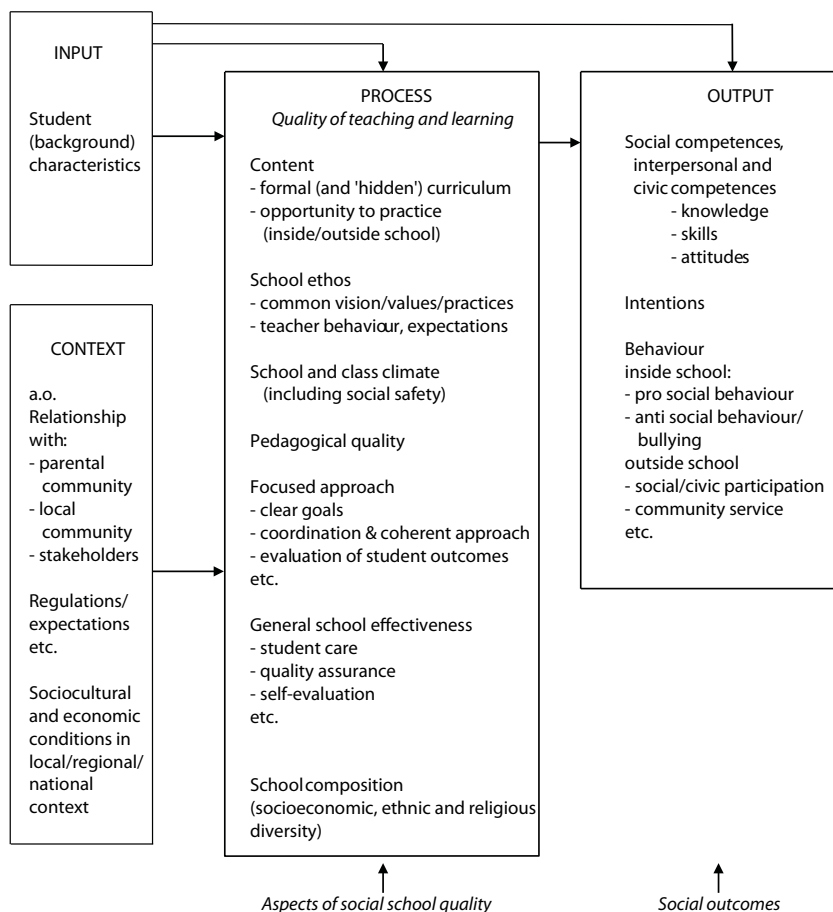 INPUT
Student
(background)
characteristics
CONTEXT
a.o.
Relationship
with:
- parental
community
- local
community
- stakeholders
Regulations/
expectations
etc.
Sociocultural
and economic
conditions in
local/regional/
national
context
PROCESS
Quality of teaching and learning
Content
- formal (and 'hidden') curriculum
- opportunity to practice
(inside/outside school)
School ethos
- common vision/values/practices
- teacher behaviour, expectations
School and class climate
(including social safety)
Pedagogical quality
Focused approach
- clear goals
- coordination & coherent approach
- evaluation of student outcomes
etc.
General school effectiveness
- student care
- quality assurance
- self-evaluation
etc.
School composition
(socioeconomic, ethnic and religious
diversity)
Aspects of social school quality
OUTPUT
Social competences,
interpersonal and
civic competences
- knowledge
- skills
- attitudes
Intentions
Behaviour
inside school:
- pro social behaviour
- anti social behaviour/
bullying
outside school
- social/civic participation
- community service
etc.
Social outcomes